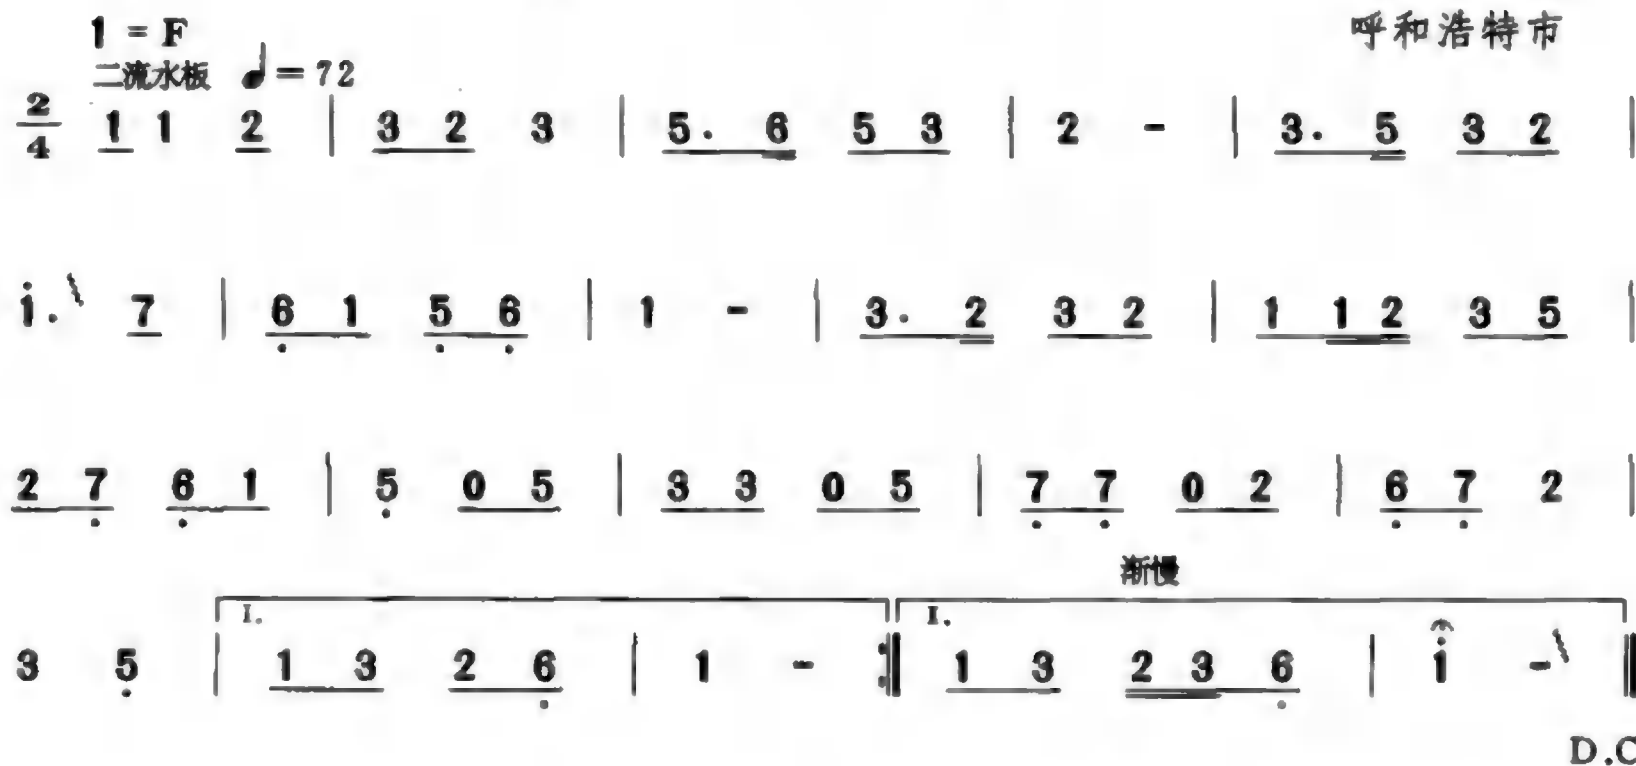 1 = F 呼和浩特市
二流水板 ♩= 72
2/4 1 1 2 | 3 2 3 | 5. 6 5 3 | 2 - | 3. 5 3 2 |
i. 7 | 6 1 5 6 | 1 - | 3. 2 3 2 | 1 1 2 3 5 |
2 7 6 1 | 5 0 5 | 3 3 0 5 | 7 7 0 2 | 6 7 2 |
渐慢
I. I.
3 5 | 1 3 2 6 | 1 - :‖ 1 3 2 3 6 | i - ‖
D.C